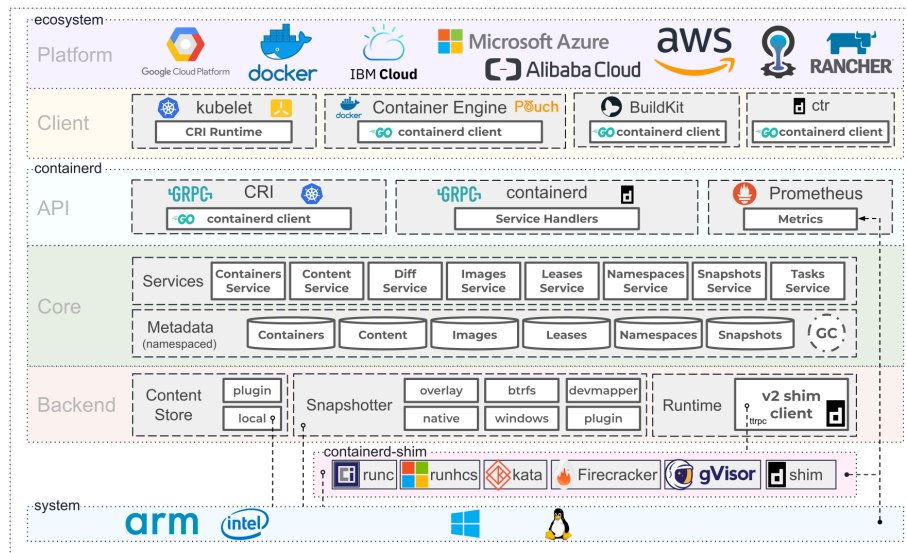 ecosystem
Platform
Google Cloud Platform
docker
IBM Cloud
Microsoft Azure
Alibaba Cloud
aws
RANCHER
Client
kubelet
CRI Runtime
docker
Container Engine
Pouch
GO containerd client
BuildKit
GO containerd client
ctr
GO containerd client
containerd
API
GRPC
CRI
GO containerd client
GRPC
containerd
Service Handlers
Prometheus
Metrics
Core
Services
Containers
Service
Content
Service
Diff
Service
Images
Service
Leases
Service
Namespaces
Service
Snapshots
Service
Tasks
Service
Metadata
(namespaced)
Containers
Content
Images
Leases
Namespaces
Snapshots
GC
Backend
Content
Store
plugin
local
Snapshotter
overlay
btrfs
devmapper
native
windows
plugin
Runtime
v2 shim
client
ttrpc
containerd-shim
runc
runhcs
kata
Firecracker
gVisor
shim
system
arm
intel